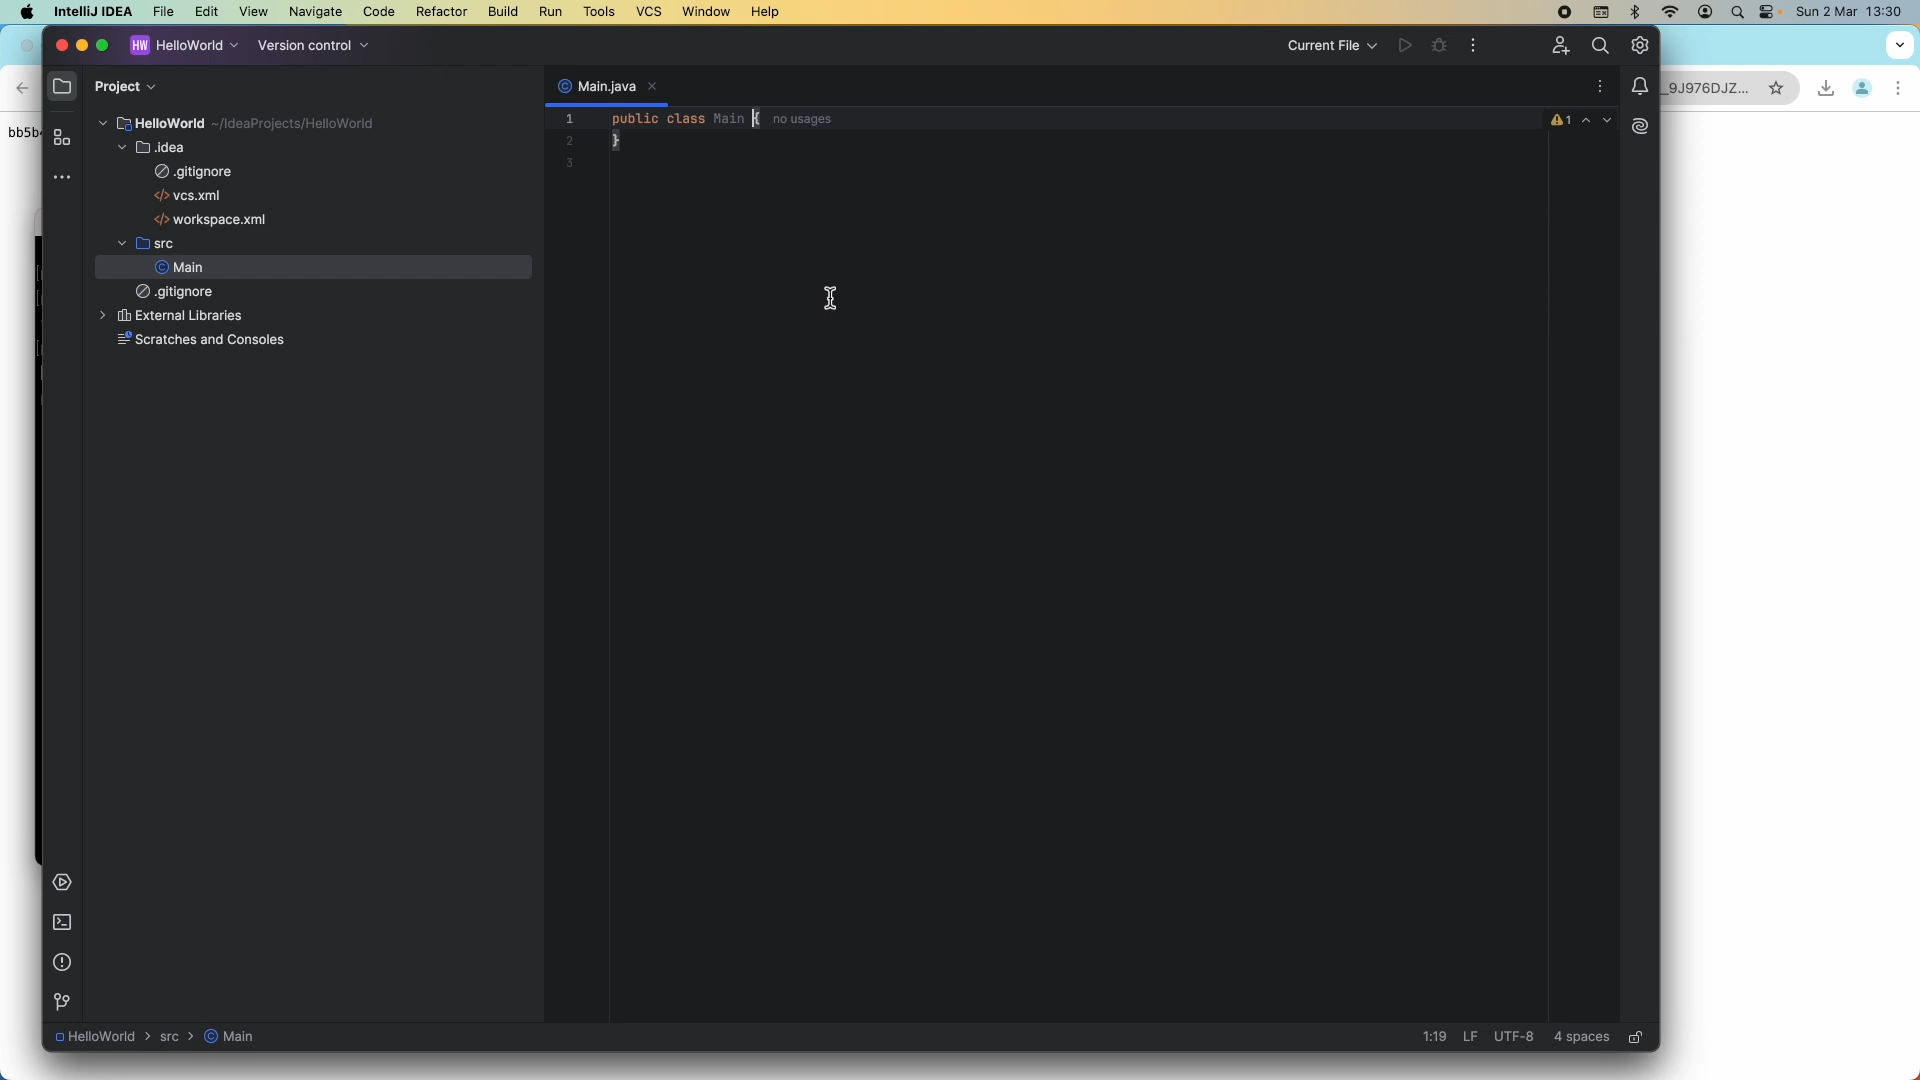 IntelliJ IDEA File Edit View Navigate Code Refactor Build Run Tools VCS Window Help Sun 2 Mar 13:30
HW HelloWorld Version control Current File
Project
Main.java
_9J976DJZ...
HelloWorld ~/IdeaProjects/HelloWorld
.idea
.gitignore
vcs.xml
workspace.xml
src
Main
.gitignore
External Libraries
Scratches and Consoles
1 public class Main { no usages
2 }
3
1
HelloWorld > src > Main
1:19 LF UTF-8 4 spaces